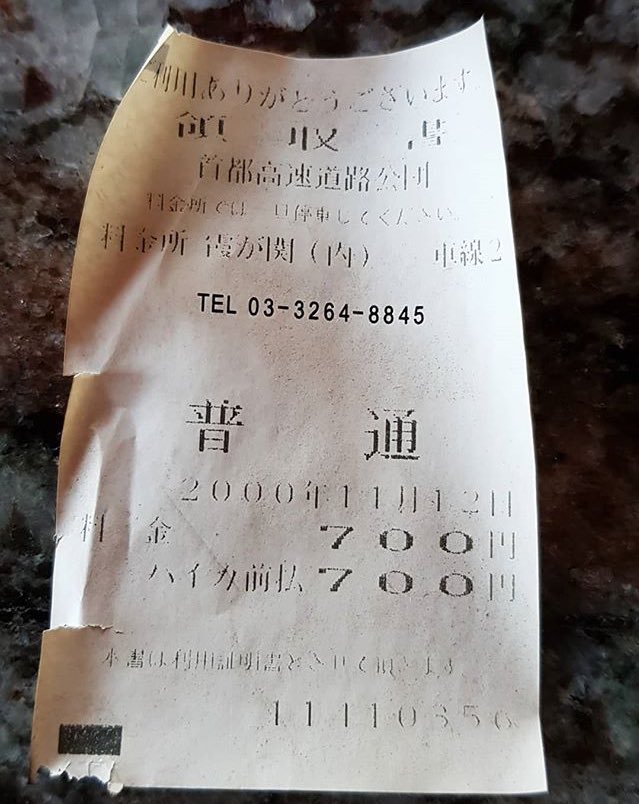 ご利用ありがとうございます。
領 収 書
首都高速道路公団
料金所では一旦停車してください。
料金所 霞が関(内) 車線2
TEL 03-3264-8845
普 通
2000年11月12日
料 金 700円
ハイカ前払 700円
本書は利用証明書をかねて頂きます
11110356